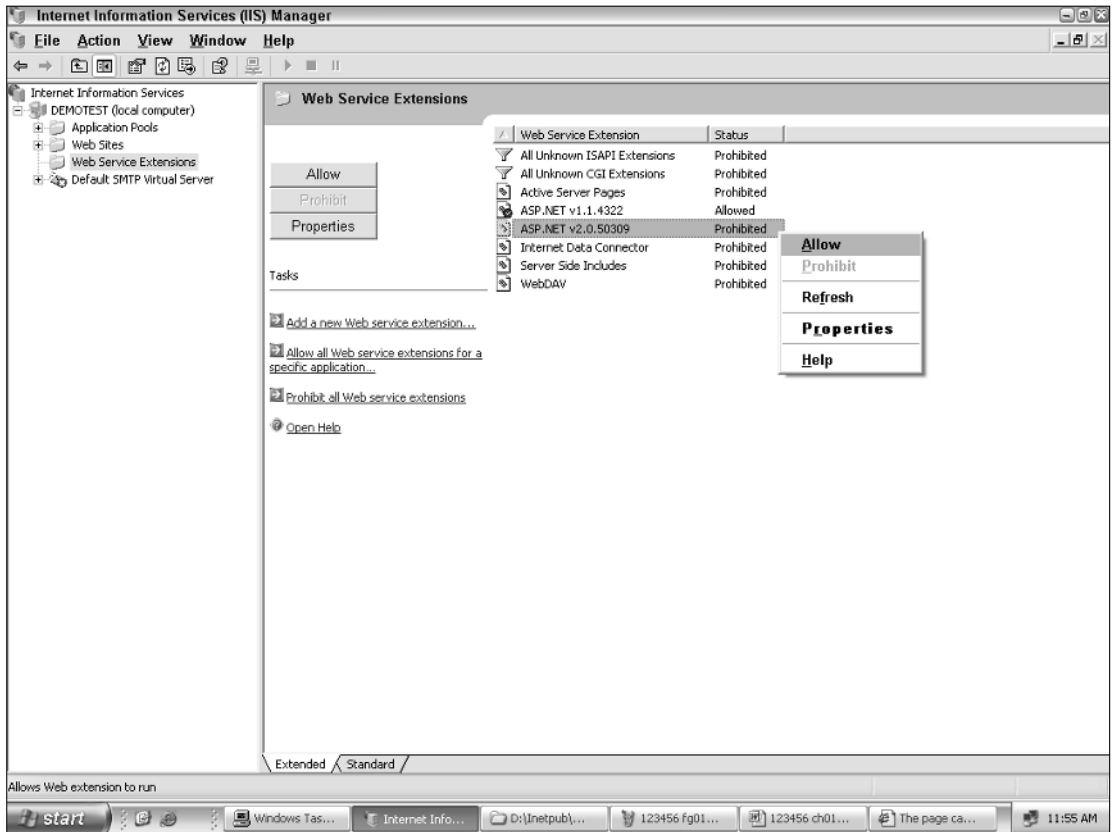 Internet Information Services (IIS) Manager
File Action View Window Help
Internet Information Services
DEMOTEST (local computer)
Application Pools
Web Sites
Web Service Extensions
Default SMTP Virtual Server
Web Service Extensions
Allow
Prohibit
Properties
Tasks
Add a new Web service extension...
Allow all Web service extensions for a
specific application...
Prohibit all Web service extensions
Open Help
Web Service Extension Status
All Unknown ISAPI Extensions Prohibited
All Unknown CGI Extensions Prohibited
Active Server Pages Prohibited
ASP.NET v1.1.4322 Allowed
ASP.NET v2.0.50309 Prohibited
Internet Data Connector Prohibited
Server Side Includes Prohibited
WebDAV Prohibited
Allow
Prohibit
Refresh
Properties
Help
Extended Standard
Allows Web extension to run
start Windows Tas... Internet Info... D:\Inetpub\... 123456 fg01... 123456 ch01... The page ca... 11:55 AM